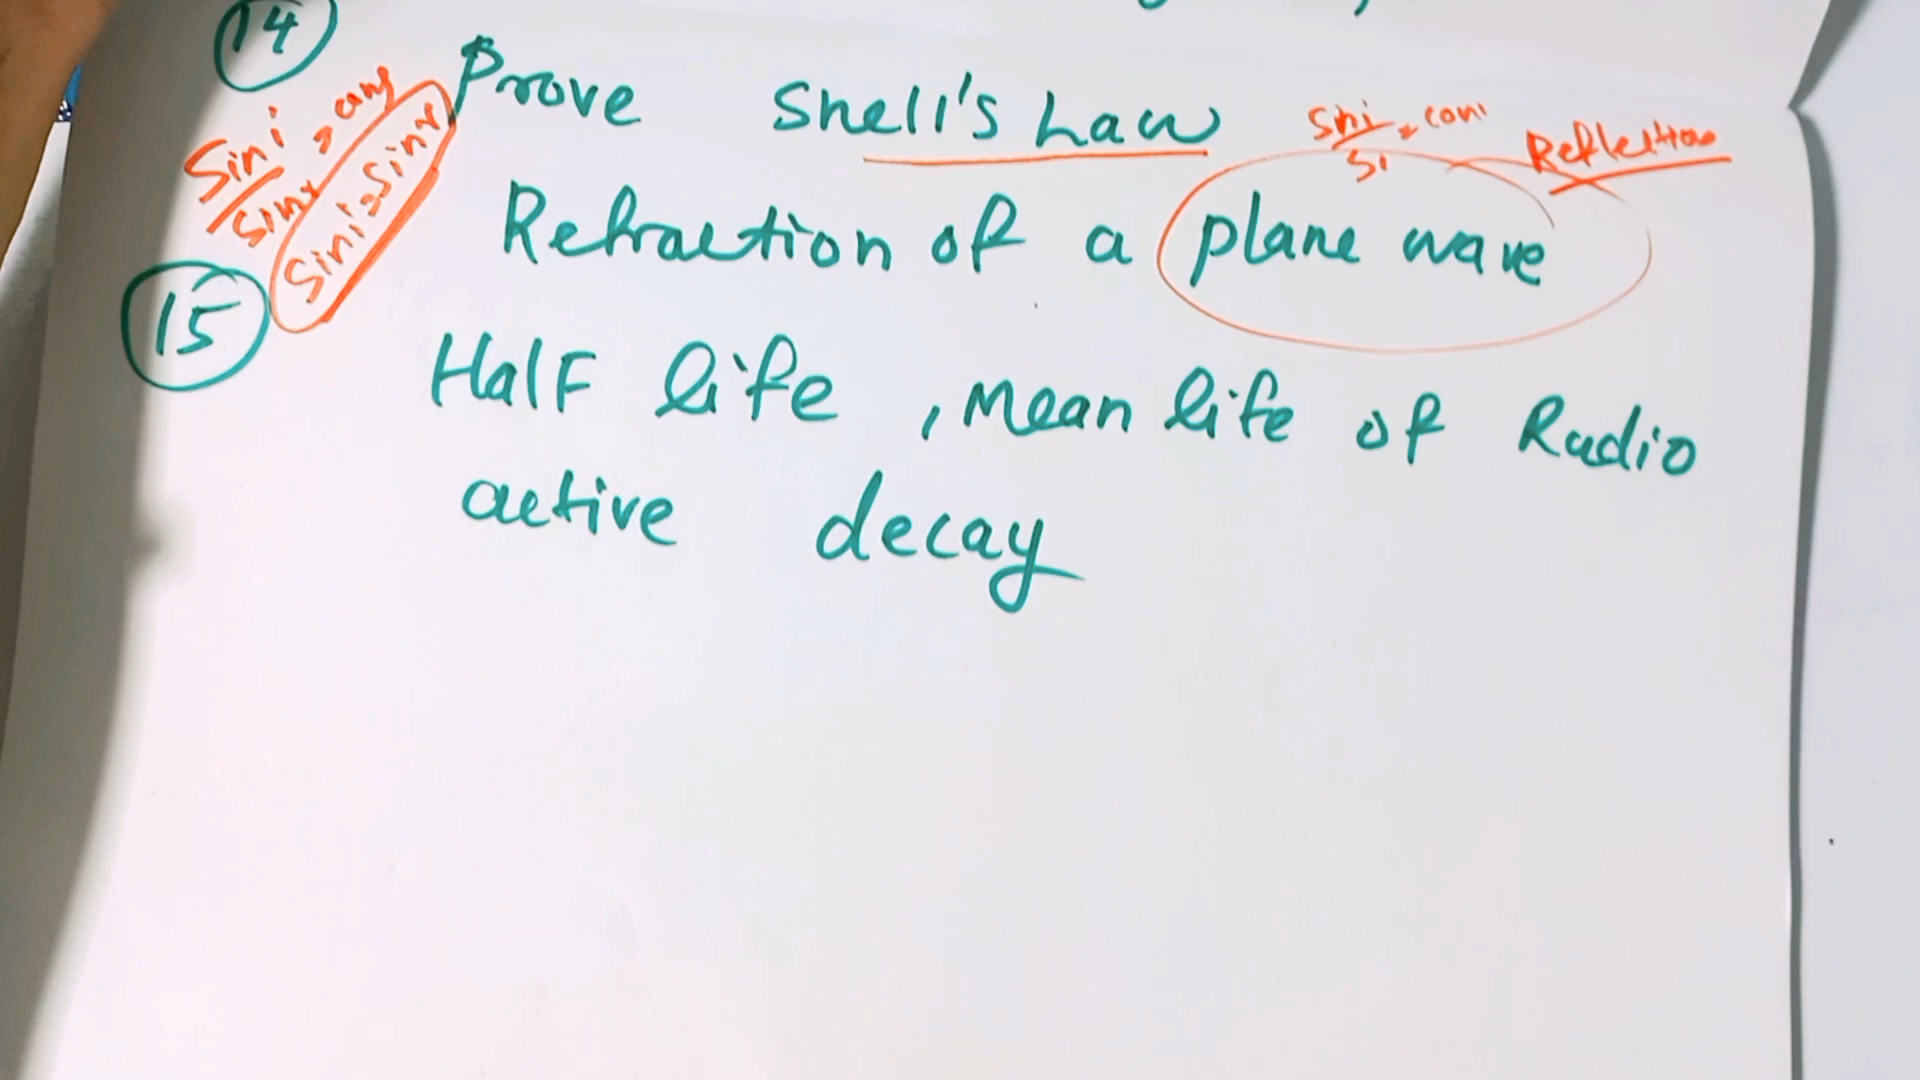 14
Prove Snell's Law
Sini
Sinr
Sini = Sinr
Reflection
Refraction of a plane wave
15
Half life , Mean life of Radio
active decay